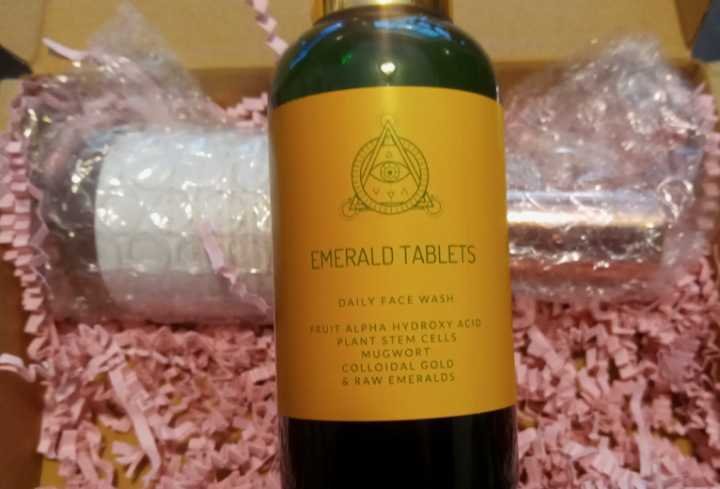 EMERALD TABLETS
DAILY FACE WASH
FRUIT ALPHA HYDROXY ACID
PLANT STEM CELLS
MUGWORT
COLLOIDAL GOLD
& RAW EMERALDS